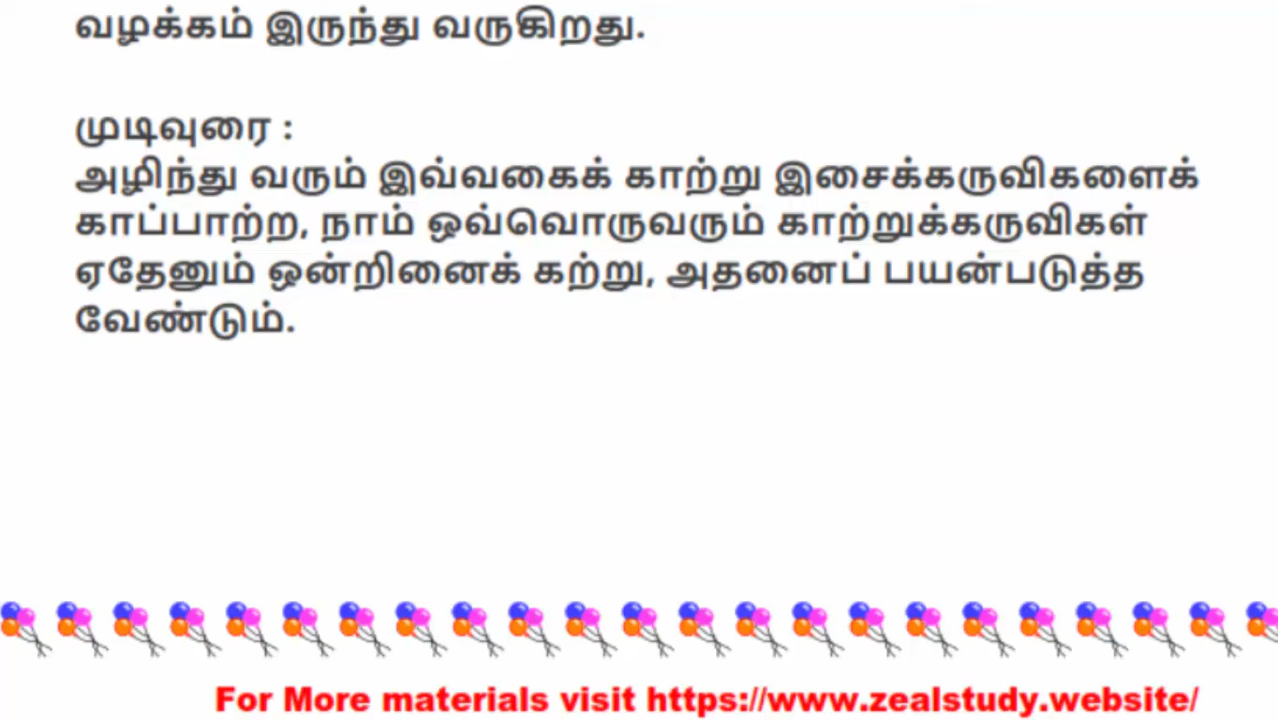 வழக்கம் இருந்து வருகிறது.
முடிவுரை :
அழிந்து வரும் இவ்வகைக் காற்று இசைக்கருவிகளைக்
காப்பாற்ற, நாம் ஒவ்வொருவரும் காற்றுக்கருவிகள்
ஏதேனும் ஒன்றினைக் கற்று, அதனைப் பயன்படுத்த
வேண்டும்.
For More materials visit https://www.zealstudy.website/